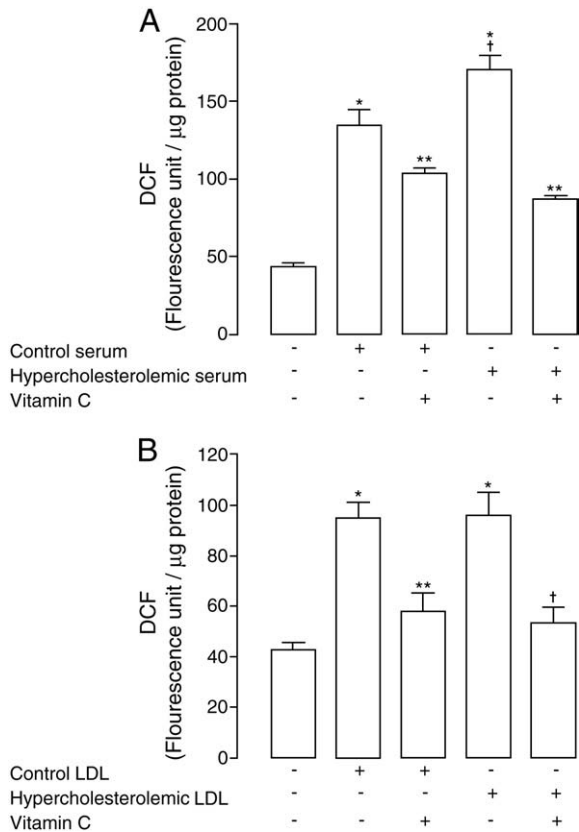 A
DCF
(Flourescence unit / μg protein)
200
150
100
50
0
*
**
*
†
**
Control serum - + + - -
Hypercholesterolemic serum - - - + +
Vitamin C - - + - +
B
DCF
(Flourescence unit / μg protein)
120
100
80
60
40
20
0
*
**
*
†
Control LDL - + + - -
Hypercholesterolemic LDL - - - + +
Vitamin C - - + - +